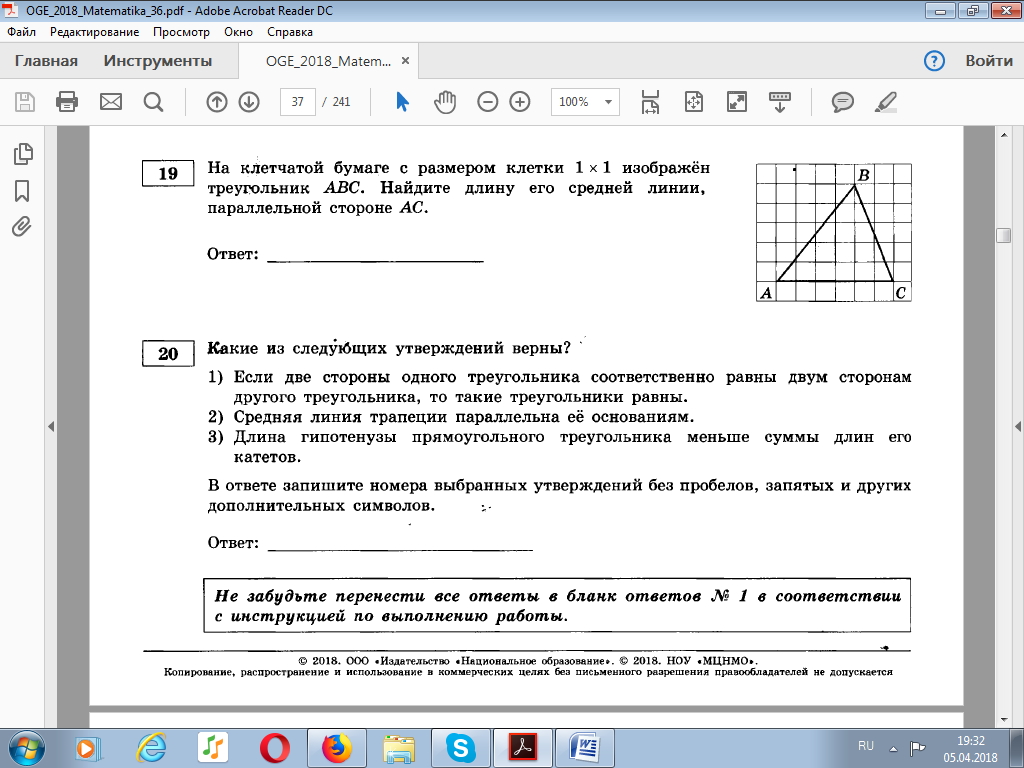 OGE_2018_Matematika_36.pdf - Adobe Acrobat Reader DC
Файл Редактирование Просмотр Окно Справка
Главная Инструменты OGE_2018_Matem... × ? Войти
37 / 241 100%
19 На клетчатой бумаге с размером клетки 1 × 1 изображён
треугольник ABC. Найдите длину его средней линии,
параллельной стороне AC.
Ответ:
B
A C
20 Какие из следующих утверждений верны?
1) Если две стороны одного треугольника соответственно равны двум сторонам
другого треугольника, то такие треугольники равны.
2) Средняя линия трапеции параллельна её основаниям.
3) Длина гипотенузы прямоугольного треугольника меньше суммы длин его
катетов.
В ответе запишите номера выбранных утверждений без пробелов, запятых и других
дополнительных символов.
Ответ:
Не забудьте перенести все ответы в бланк ответов № 1 в соответствии
с инструкцией по выполнению работы.
© 2018. ООО «Издательство «Национальное образование». © 2018. НОУ «МЦНМО».
Копирование, распространение и использование в коммерческих целях без письменного разрешения правообладателей не допускается
RU 19:32
05.04.2018